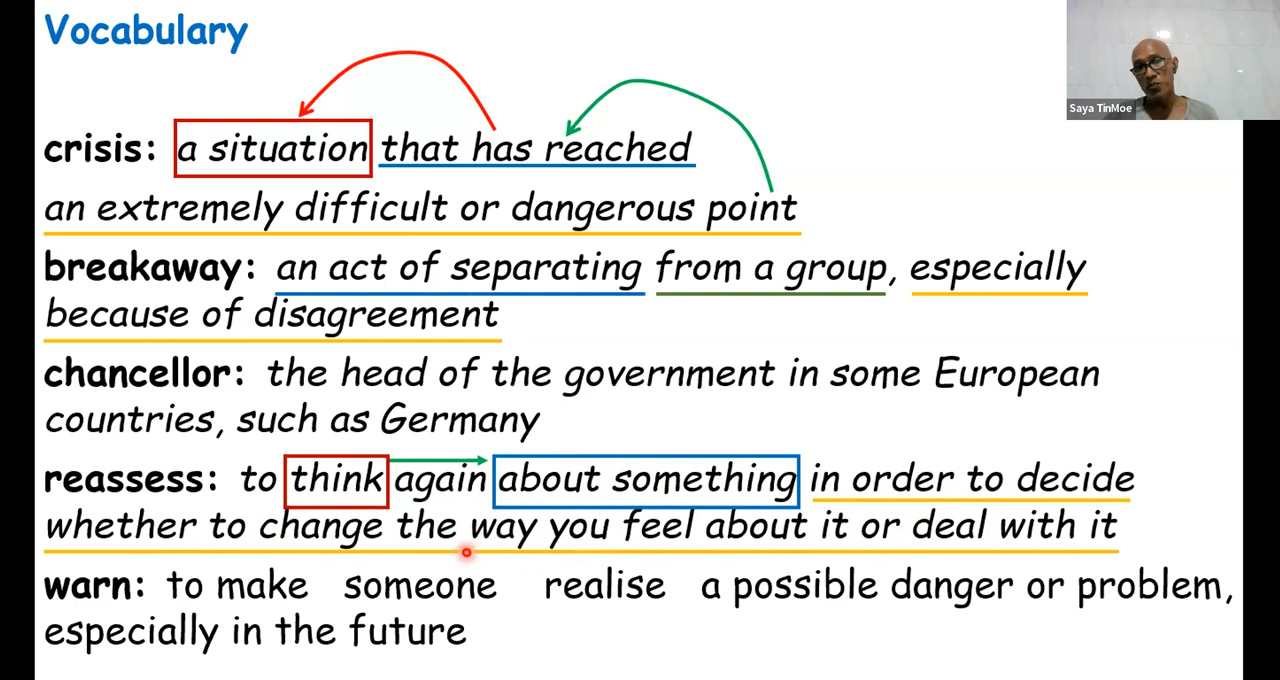 Vocabulary
Saya TinMoe
crisis: a situation that has reached
an extremely difficult or dangerous point
breakaway: an act of separating from a group, especially
because of disagreement
chancellor: the head of the government in some European
countries, such as Germany
reassess: to think again about something in order to decide
whether to change the way you feel about it or deal with it
warn: to make someone realise a possible danger or problem,
especially in the future